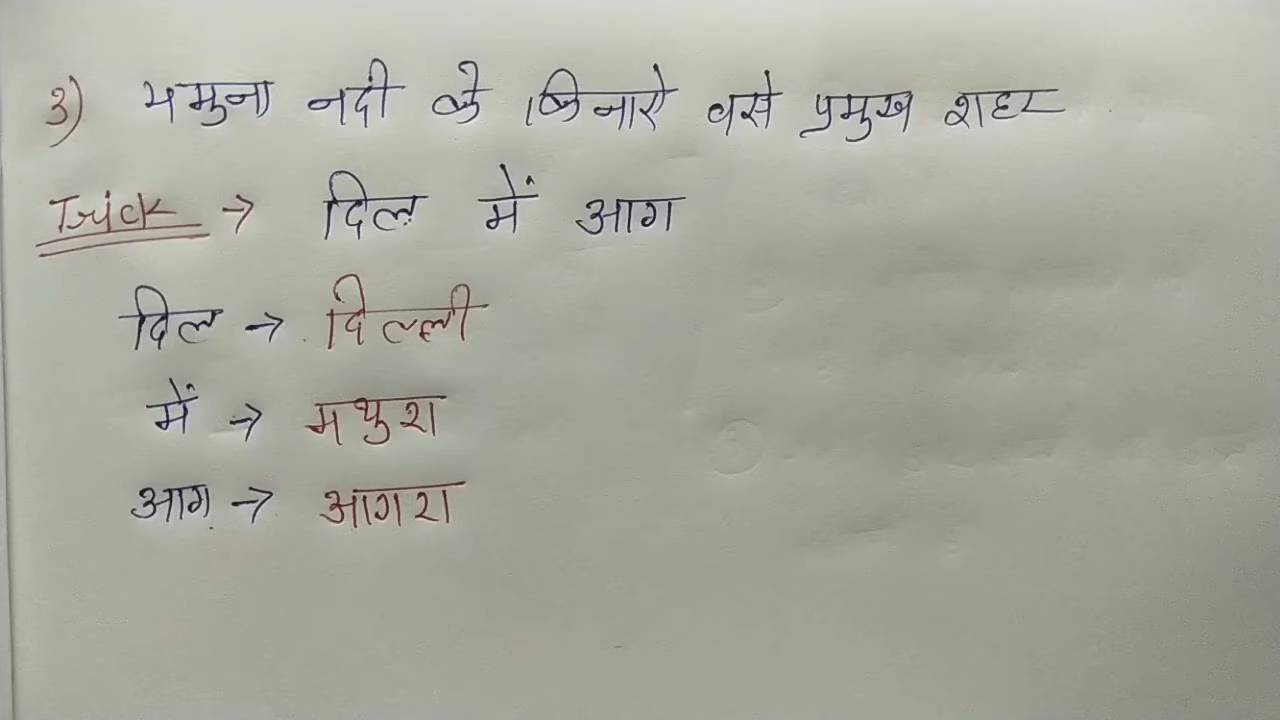 3) यमुना नदी के किनारे बसे प्रमुख शहर
Trick → दिल में आग
दिल → दिल्ली
में → मथुरा
आग → आगरा